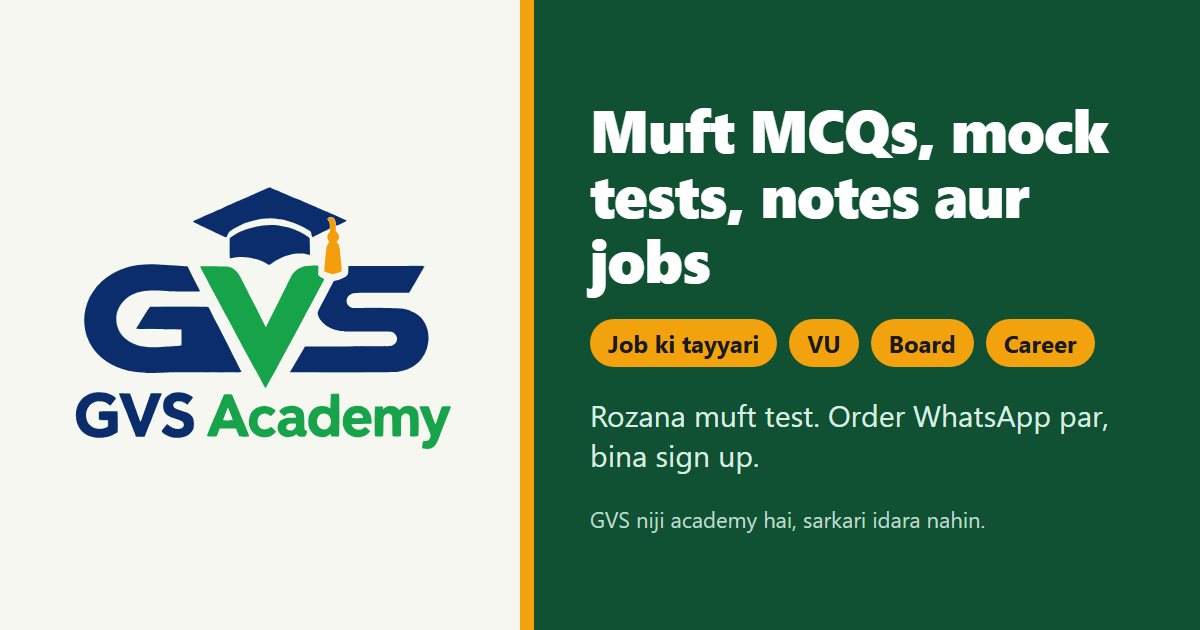 GVS
GVS Academy
Muft MCQs, mock
tests, notes aur
jobs
Job ki tayyari
VU
Board
Career
Rozana muft test. Order WhatsApp par,
bina sign up.
GVS niji academy hai, sarkari idara nahin.